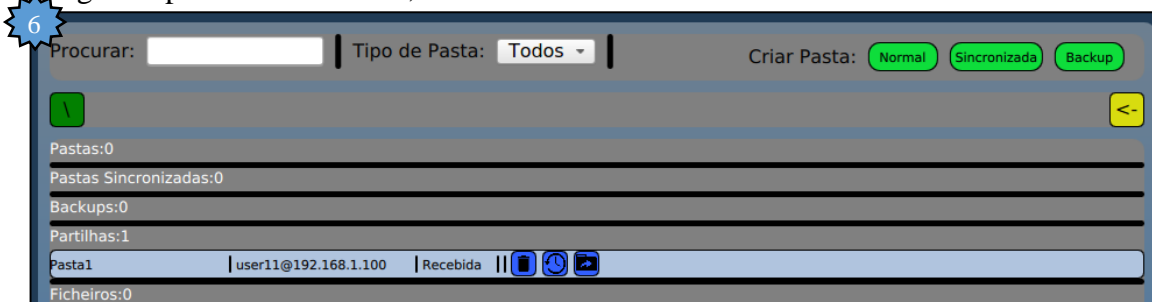 6
Procurar: Tipo de Pasta: Todos Criar Pasta: Normal Sincronizada Backup
\ <-
Pastas:0
Pastas Sincronizadas:0
Backups:0
Partilhas:1
Pasta1 user11@192.168.1.100 Recebida
Ficheiros:0